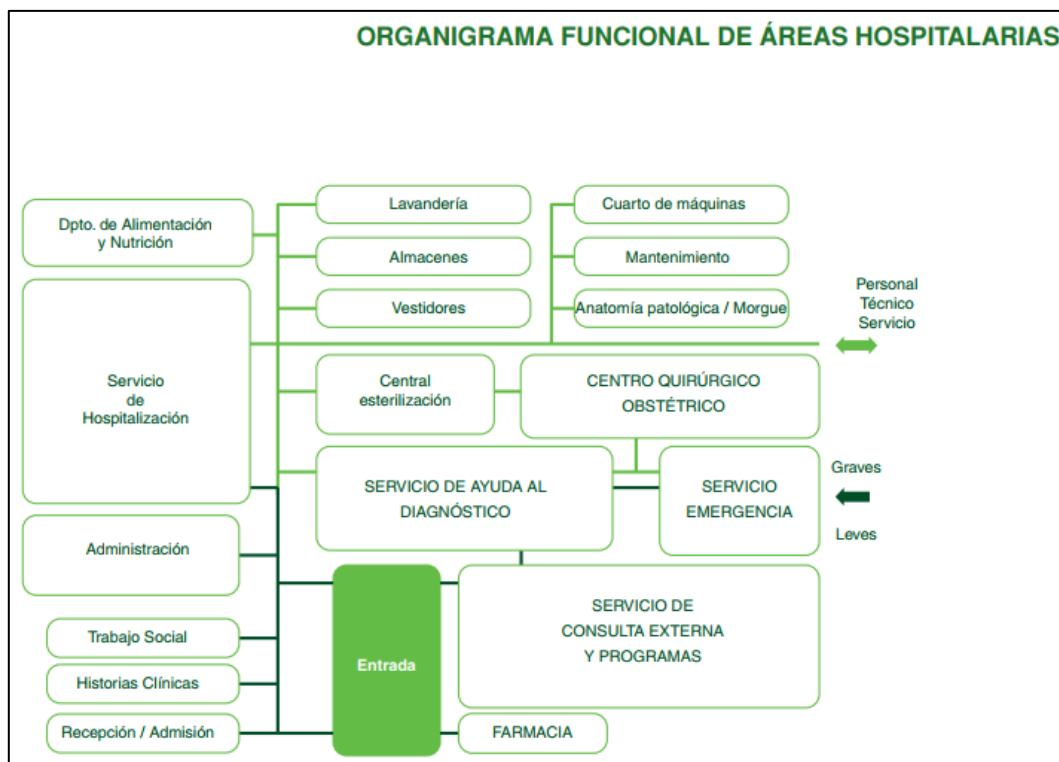 ORGANIGRAMA FUNCIONAL DE ÁREAS HOSPITALARIAS
Dpto. de Alimentación
y Nutrición
Lavandería
Almacenes
Vestidores
Cuarto de máquinas
Mantenimiento
Anatomía patológica / Morgue
Personal
Técnico
Servicio
Servicio
de
Hospitalización
Central
esterilización
CENTRO QUIRÚRGICO
OBSTÉTRICO
SERVICIO DE AYUDA AL
DIAGNÓSTICO
SERVICIO
EMERGENCIA
Graves
Leves
Administración
Trabajo Social
Historias Clínicas
Recepción / Admisión
Entrada
SERVICIO DE
CONSULTA EXTERNA
Y PROGRAMAS
FARMACIA